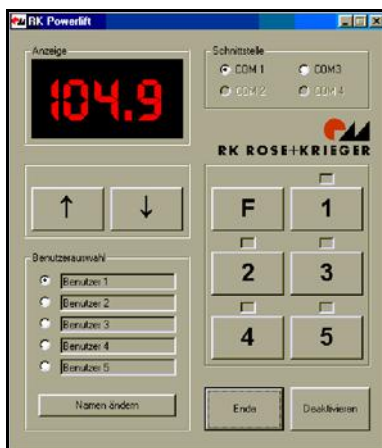 RK Powerlift
Anzeige
104.9
Schnittstelle
COM 1
COM3
COM 2
COM 4
RK ROSE+KRIEGER
↑
↓
F
1
2
3
4
5
Benutzerauswahl
Benutzer 1
Benutzer 2
Benutzer 3
Benutzer 4
Benutzer 5
Namen ändern
Ende
Deaktivieren